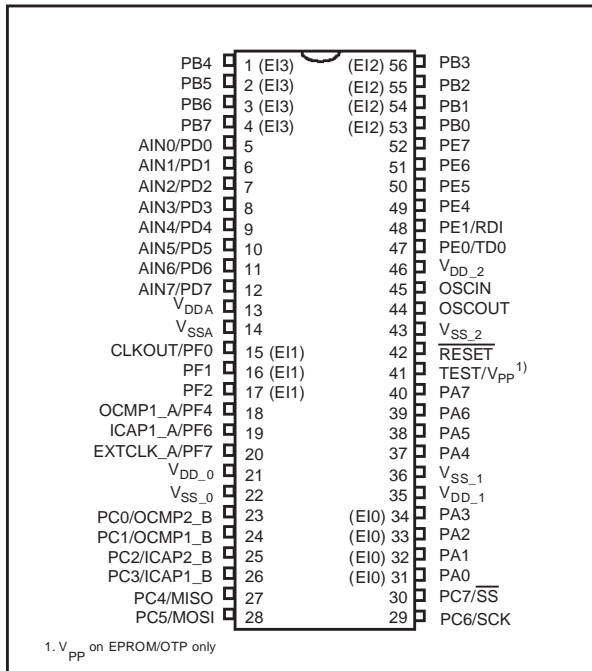 PB4 1 (EI3) (EI2) 56 PB3
PB5 2 (EI3) (EI2) 55 PB2
PB6 3 (EI3) (EI2) 54 PB1
PB7 4 (EI3) (EI2) 53 PB0
AIN0/PD0 5 52 PE7
AIN1/PD1 6 51 PE6
AIN2/PD2 7 50 PE5
AIN3/PD3 8 49 PE4
AIN4/PD4 9 48 PE1/RDI
AIN5/PD5 10 47 PE0/TD0
AIN6/PD6 11 46 VDD_2
AIN7/PD7 12 45 OSCIN
VDDA 13 44 OSCOUT
VSSA 14 43 VSS_2
CLKOUT/PF0 15 (EI1) 42 RESET
PF1 16 (EI1) 41 TEST/VPP1)
PF2 17 (EI1) 40 PA7
OCMP1_A/PF4 18 39 PA6
ICAP1_A/PF6 19 38 PA5
EXTCLK_A/PF7 20 37 PA4
VDD_0 21 36 VSS_1
VSS_0 22 35 VDD_1
PC0/OCMP2_B 23 (EI0) 34 PA3
PC1/OCMP1_B 24 (EI0) 33 PA2
PC2/ICAP2_B 25 (EI0) 32 PA1
PC3/ICAP1_B 26 (EI0) 31 PA0
PC4/MISO 27 30 PC7/SS
PC5/MOSI 28 29 PC6/SCK
1. VPP on EPROM/OTP only